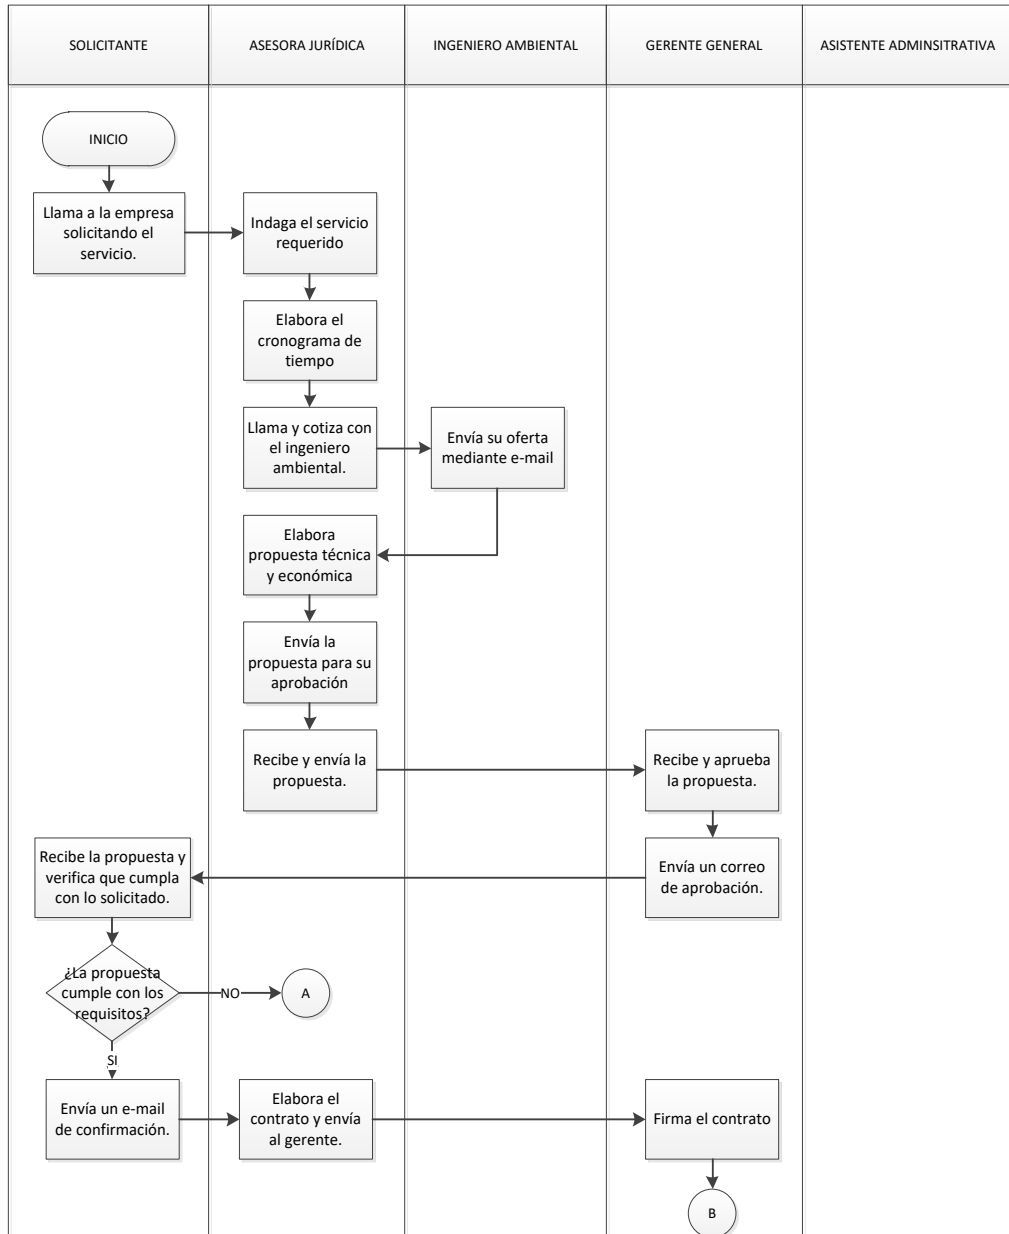 SOLICITANTE
ASESORA JURÍDICA
INGENIERO AMBIENTAL
GERENTE GENERAL
ASISTENTE ADMINSITRATIVA
INICIO
Llama a la empresa
solicitando el
servicio.
Indaga el servicio
requerido
Elabora el
cronograma de
tiempo
Llama y cotiza con
el ingeniero
ambiental.
Envía su oferta
mediante e-mail
Elabora
propuesta técnica
y económica
Envía la
propuesta para su
aprobación
Recibe y envía la
propuesta.
Recibe y aprueba
la propuesta.
Envía un correo
de aprobación.
Recibe la propuesta y
verifica que cumpla
con lo solicitado.
¿La propuesta
cumple con los
requisitos?
NO
A
SI
Envía un e-mail
de confirmación.
Elabora el
contrato y envía
al gerente.
Firma el contrato
B